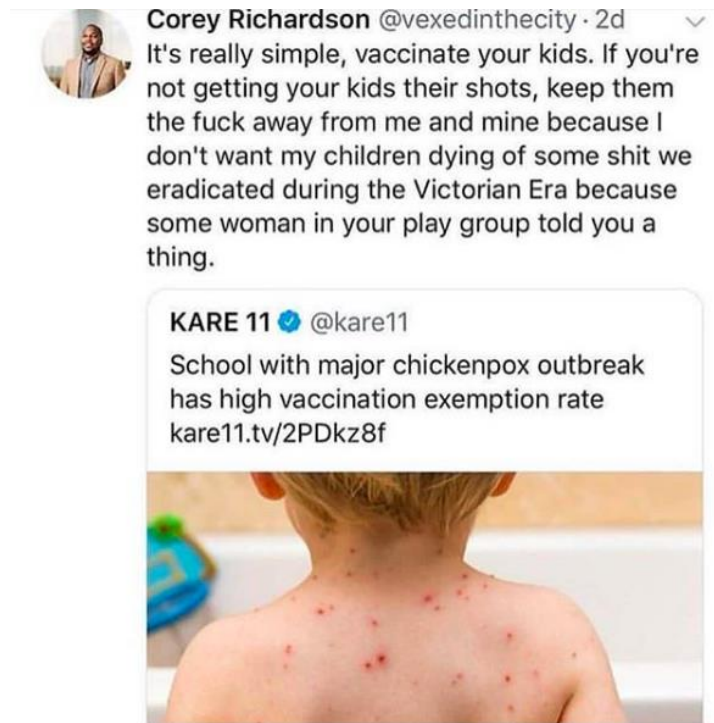 Corey Richardson @vexedinthecity · 2d
It's really simple, vaccinate your kids. If you're
not getting your kids their shots, keep them
the fuck away from me and mine because I
don't want my children dying of some shit we
eradicated during the Victorian Era because
some woman in your play group told you a
thing.
KARE 11 @kare11
School with major chickenpox outbreak
has high vaccination exemption rate
kare11.tv/2PDkz8f